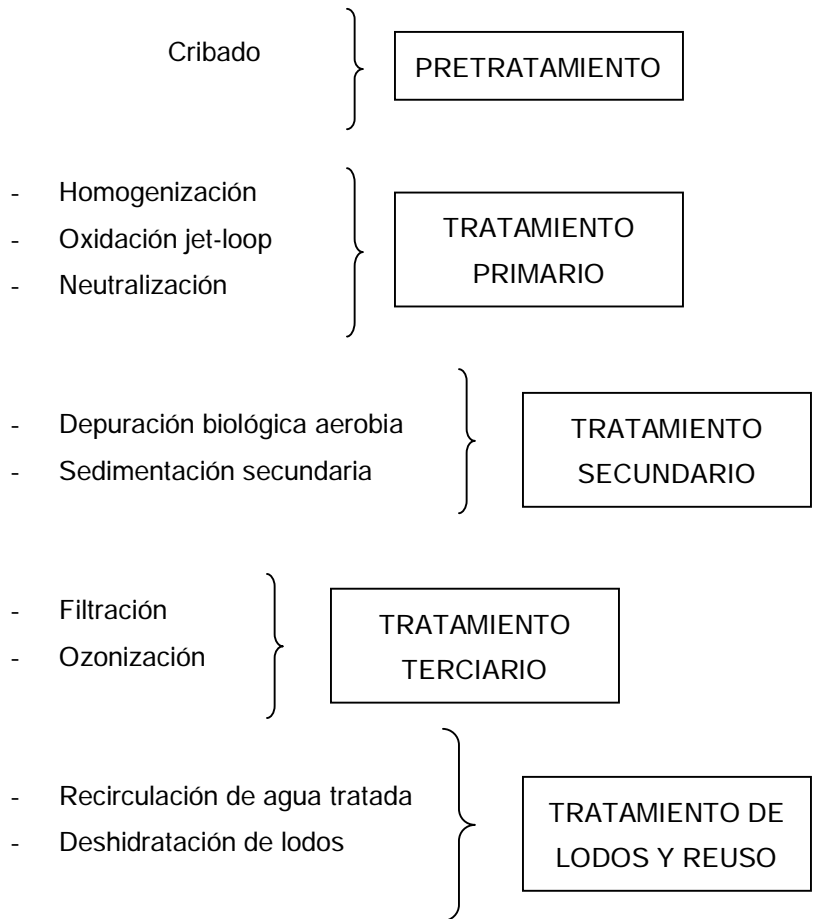 Cribado
PRETRATAMIENTO
- Homogenización
- Oxidación jet-loop
- Neutralización
TRATAMIENTO
PRIMARIO
- Depuración biológica aerobia
- Sedimentación secundaria
TRATAMIENTO
SECUNDARIO
- Filtración
- Ozonización
TRATAMIENTO
TERCIARIO
- Recirculación de agua tratada
- Deshidratación de lodos
TRATAMIENTO DE
LODOS Y REUSO